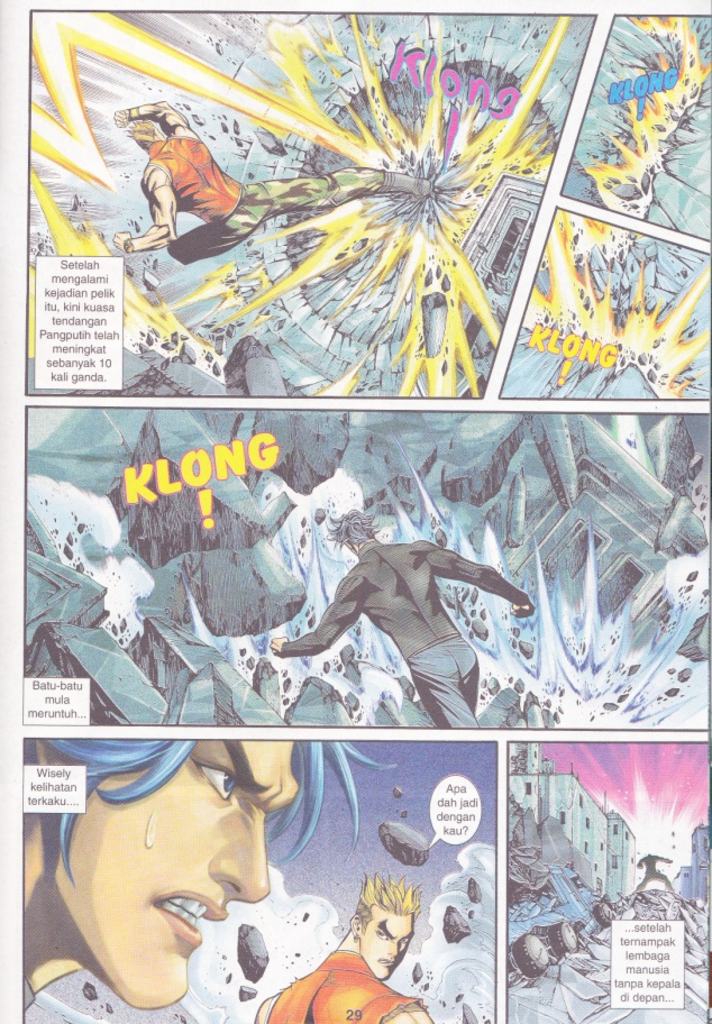 Klong
!
KLONG
!
KLONG
!
Setelah
mengalami
kejadian pelik
itu, kini kuasa
tendangan
Pangputih telah
meningkat
sebanyak 10
kali ganda.
KLONG
!
Batu-batu
mula
meruntuh...
Wisely
kelihatan
terkaku....
Apa
dah jadi
dengan
kau?
...setelah
ternampak
lembaga
manusia
tanpa kepala
di depan...
29